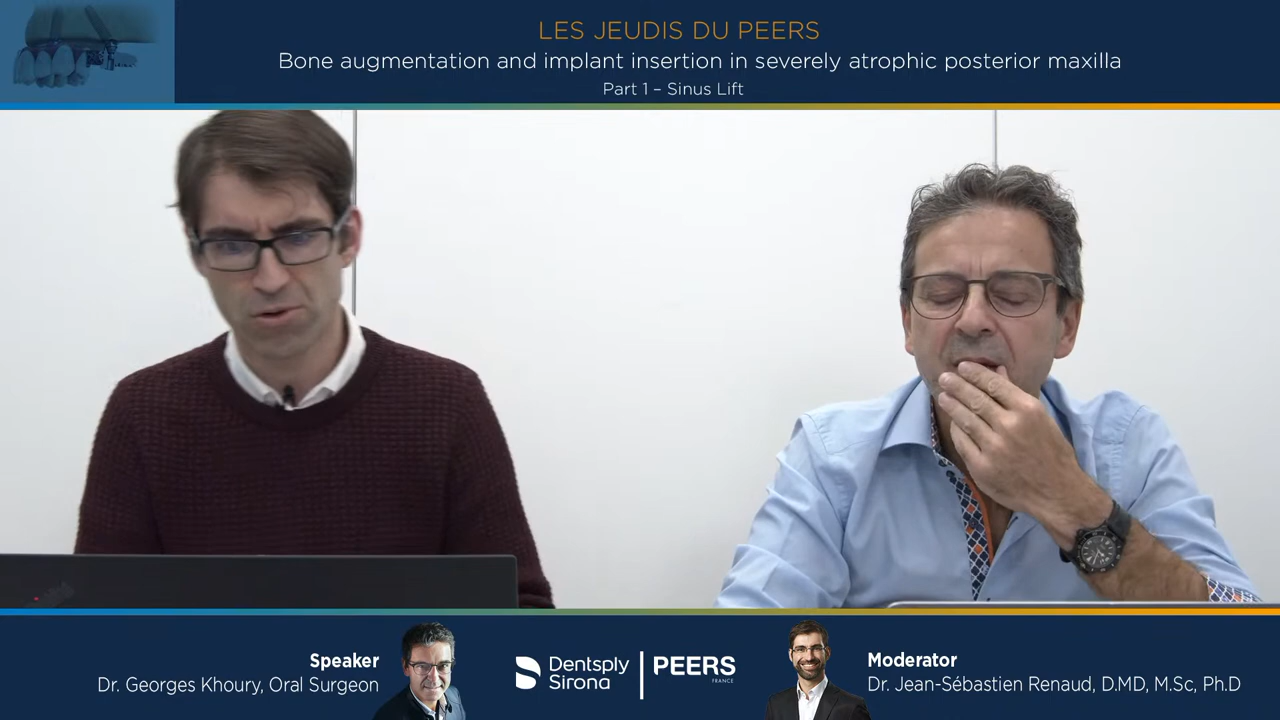 LES JEUDIS DU PEERS
Bone augmentation and implant insertion in severely atrophic posterior maxilla
Part 1 – Sinus Lift
Speaker
Dr. Georges Khoury, Oral Surgeon
Dentsply
Sirona
PEERS
FRANCE
Moderator
Dr. Jean-Sébastien Renaud, D.MD, M.Sc, Ph.D